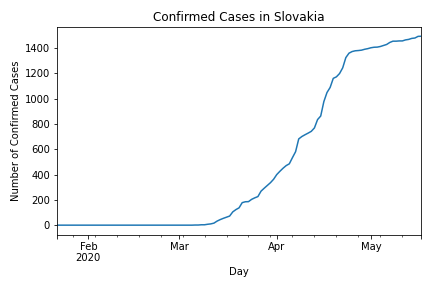 Confirmed Cases in Slovakia
Number of Confirmed Cases
1400
1200
1000
800
600
400
200
0
Feb
2020
Mar
Apr
May
Day